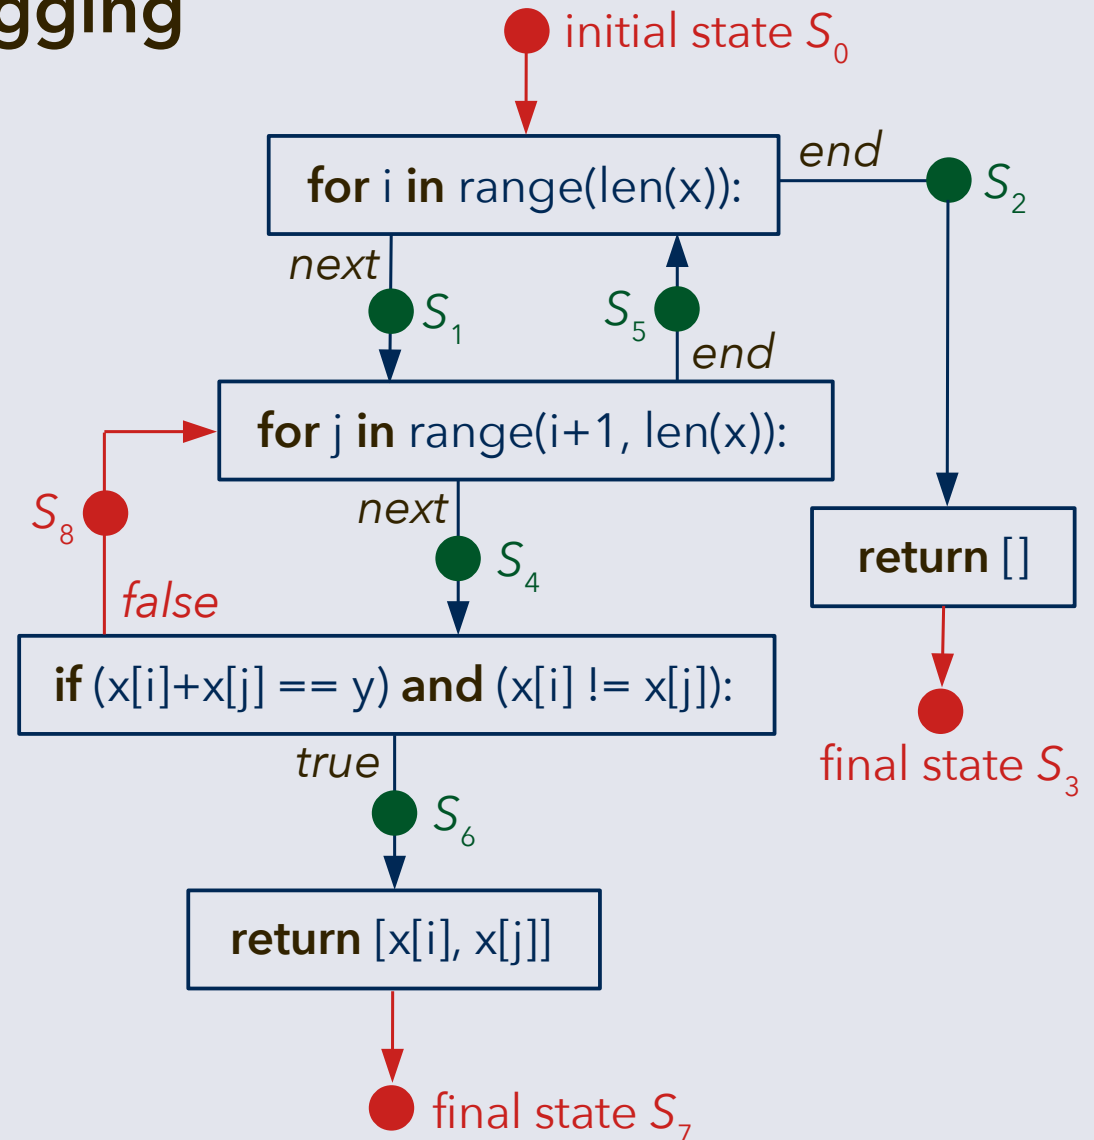 gging
initial state S₀
for i in range(len(x)):
end
S₂
next
S₁
S₅
end
for j in range(i+1, len(x)):
S₈
next
S₄
false
return []
if (x[i]+x[j] == y) and (x[i] != x[j]):
true
final state S₃
S₆
return [x[i], x[j]]
final state S₇